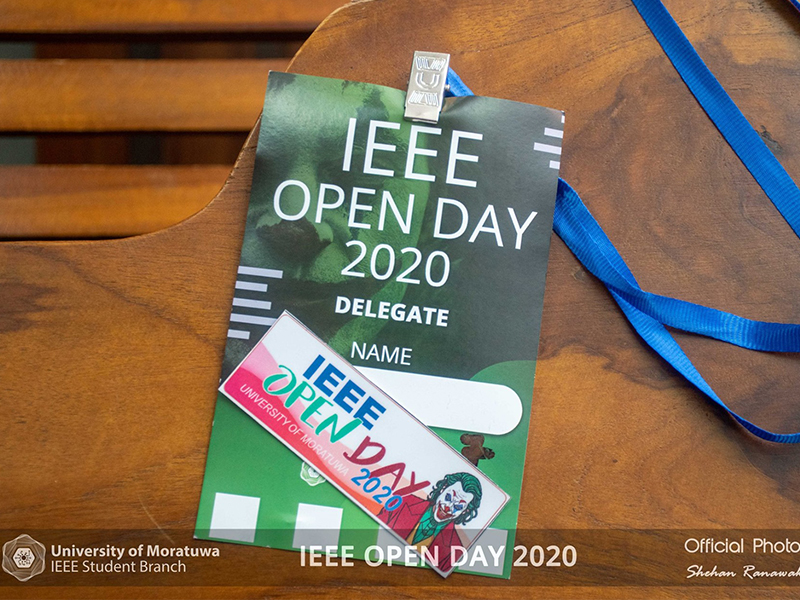 IEEE
OPEN DAY
2020
DELEGATE
NAME
IEEE
OPEN
DAY
2020
UNIVERSITY OF MORATUWA
University of Moratuwa
IEEE Student Branch
IEEE OPEN DAY 2020
Official Photo
Shehan Ranawak